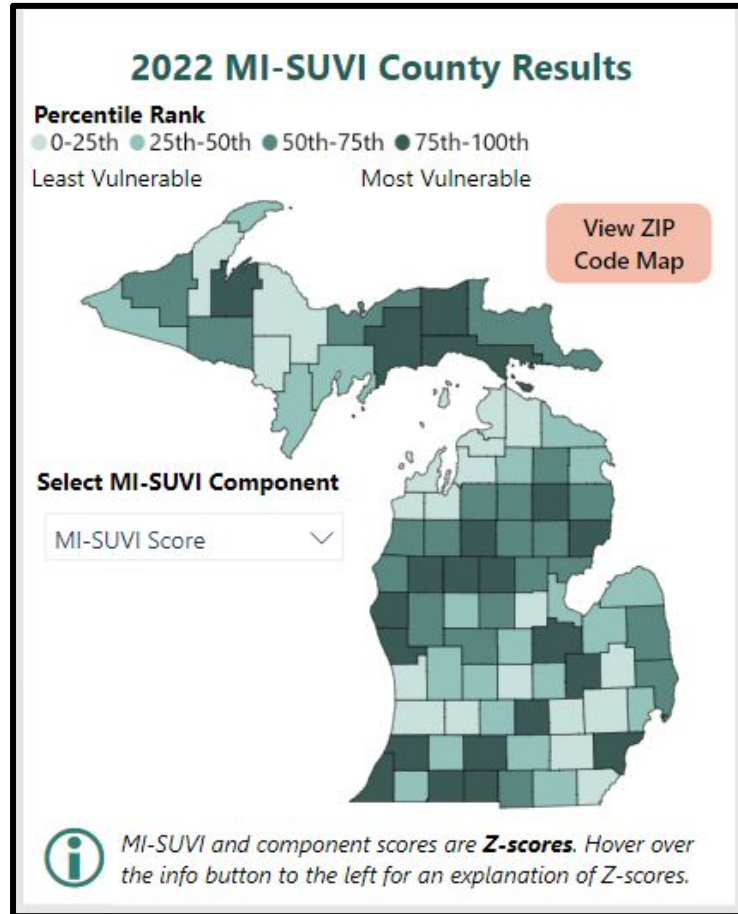 2022 MI-SUVI County Results
Percentile Rank
0-25th 25th-50th 50th-75th 75th-100th
Least Vulnerable Most Vulnerable
View ZIP
Code Map
Select MI-SUVI Component
MI-SUVI Score
MI-SUVI and component scores are Z-scores. Hover over
the info button to the left for an explanation of Z-scores.